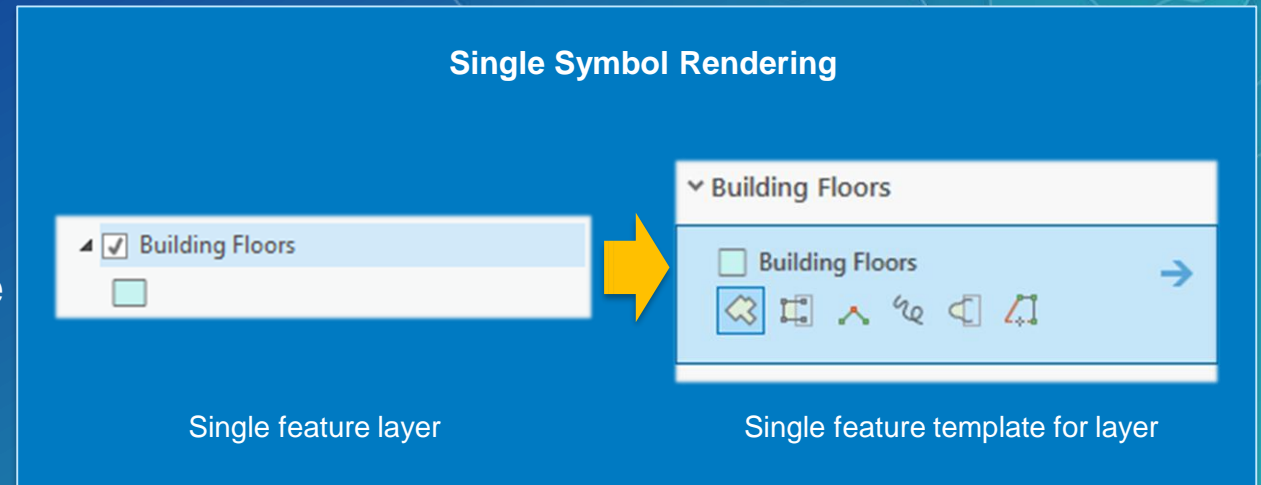 Single Symbol Rendering
Building Floors
Building Floors
Building Floors
Single feature layer
Single feature template for layer